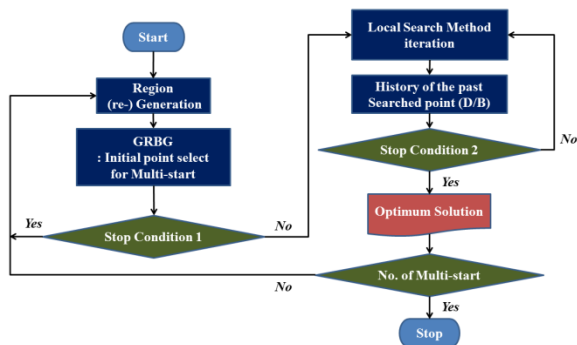 Start
Region
(re-) Generation
GRBG
: Initial point select
for Multi-start
Stop Condition 1
Yes
No
Local Search Method
iteration
History of the past
Searched point (D/B)
Stop Condition 2
No
Yes
Optimum Solution
No. of Multi-start
No
Yes
Stop